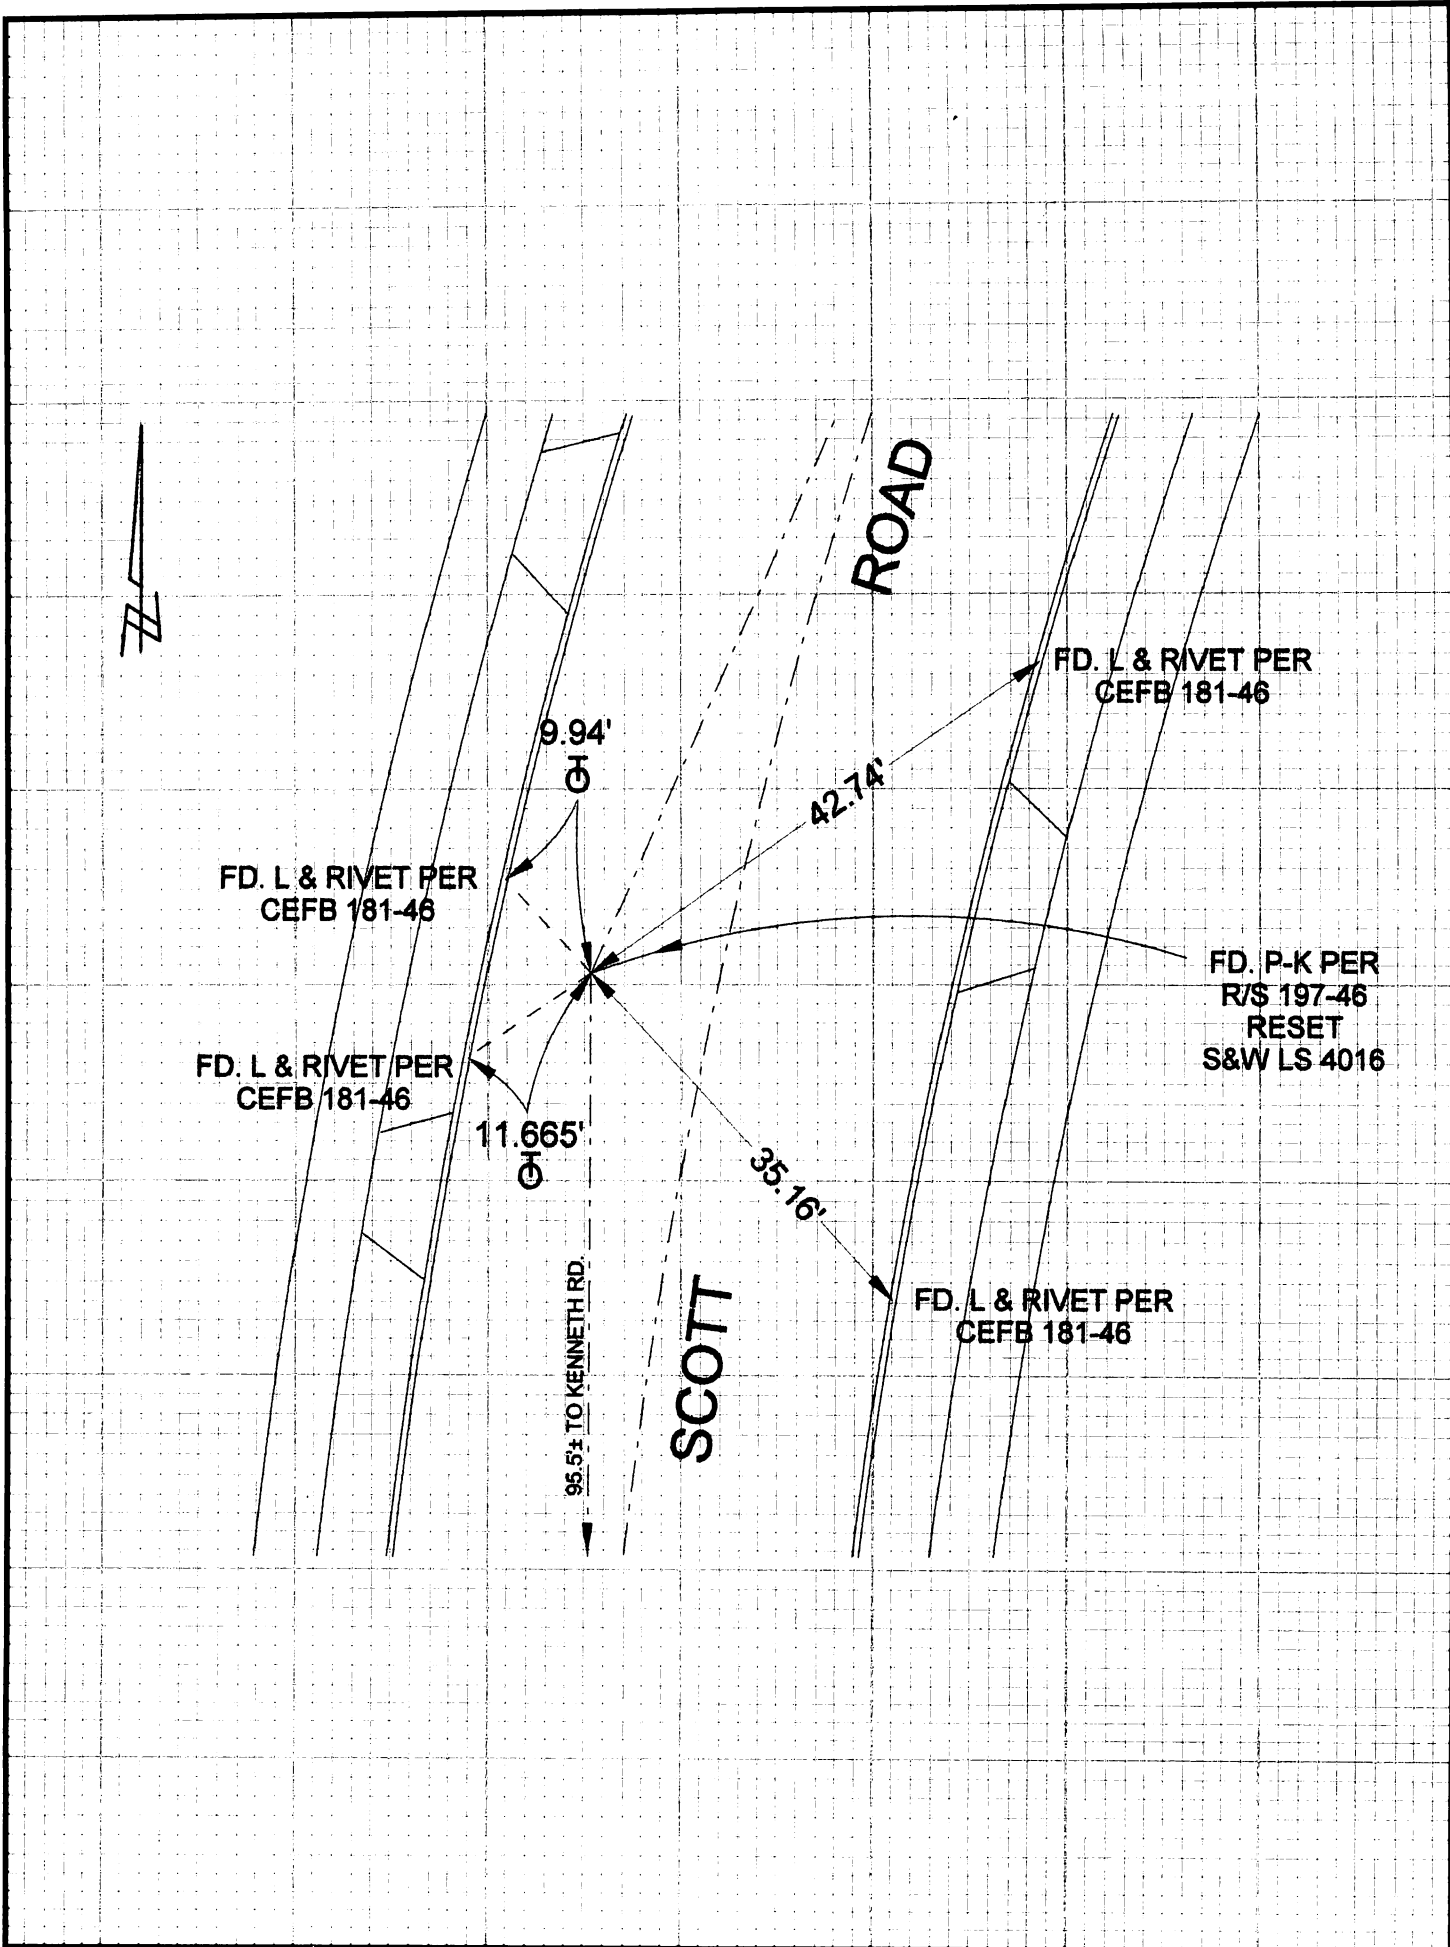 ROAD
FD. L & RIVET PER
CEFB 181-46
9.94'
42.74'
FD. L & RIVET PER
CEFB 181-46
FD. P-K PER
R/S 197-46
RESET
S&W LS 4016
FD. L & RIVET PER
CEFB 181-46
11.665'
35.16'
95.5'± TO KENNETH RD.
SCOTT
FD. L & RIVET PER
CEFB 181-46